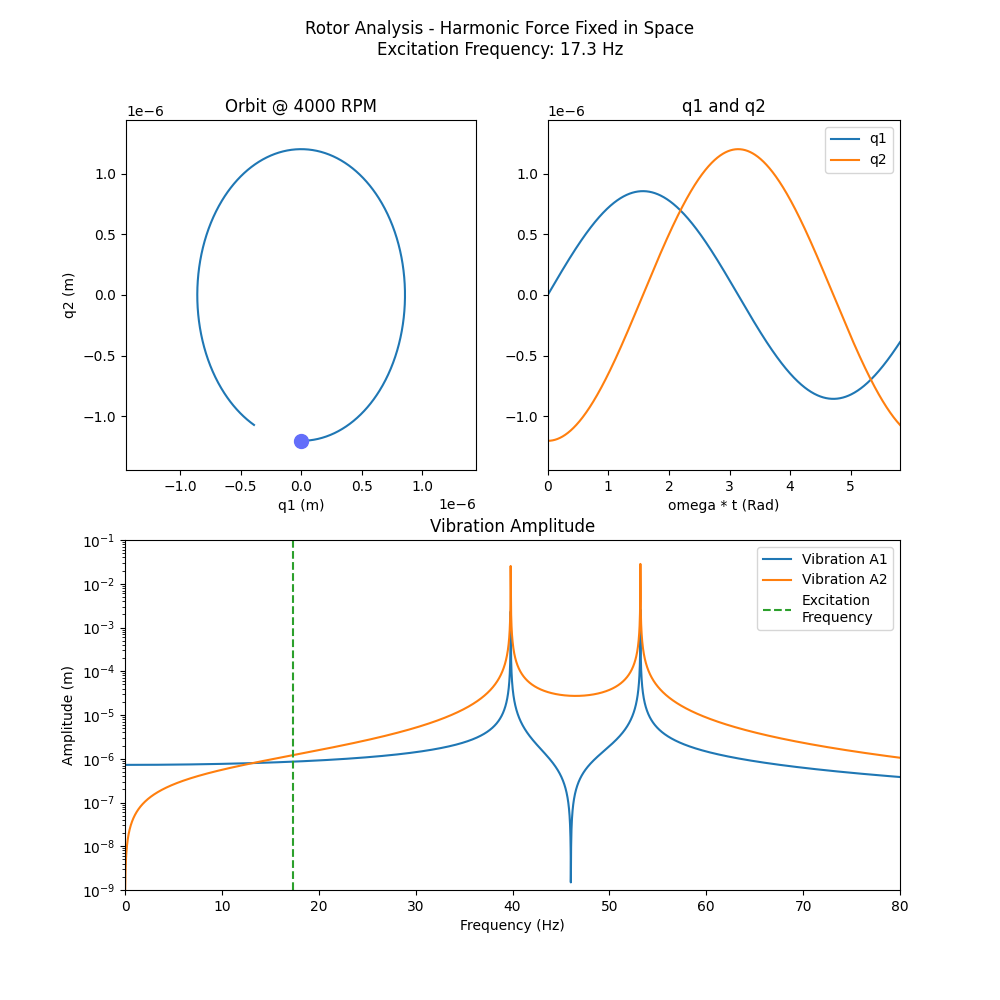 Rotor Analysis - Harmonic Force Fixed in Space
Excitation Frequency: 17.3 Hz
Orbit @ 4000 RPM
1e−6
q2 (m)
1.0
0.5
0.0
−0.5
−1.0
−1.0 −0.5 0.0 0.5 1.0
1e−6
q1 (m)
q1 and q2
1e−6
q1
q2
1.0
0.5
0.0
−0.5
−1.0
0 1 2 3 4 5
omega * t (Rad)
Vibration Amplitude
Amplitude (m)
10⁻¹
10⁻²
10⁻³
10⁻⁴
10⁻⁵
10⁻⁶
10⁻⁷
10⁻⁸
10⁻⁹
Vibration A1
Vibration A2
Excitation
Frequency
0 10 20 30 40 50 60 70 80
Frequency (Hz)